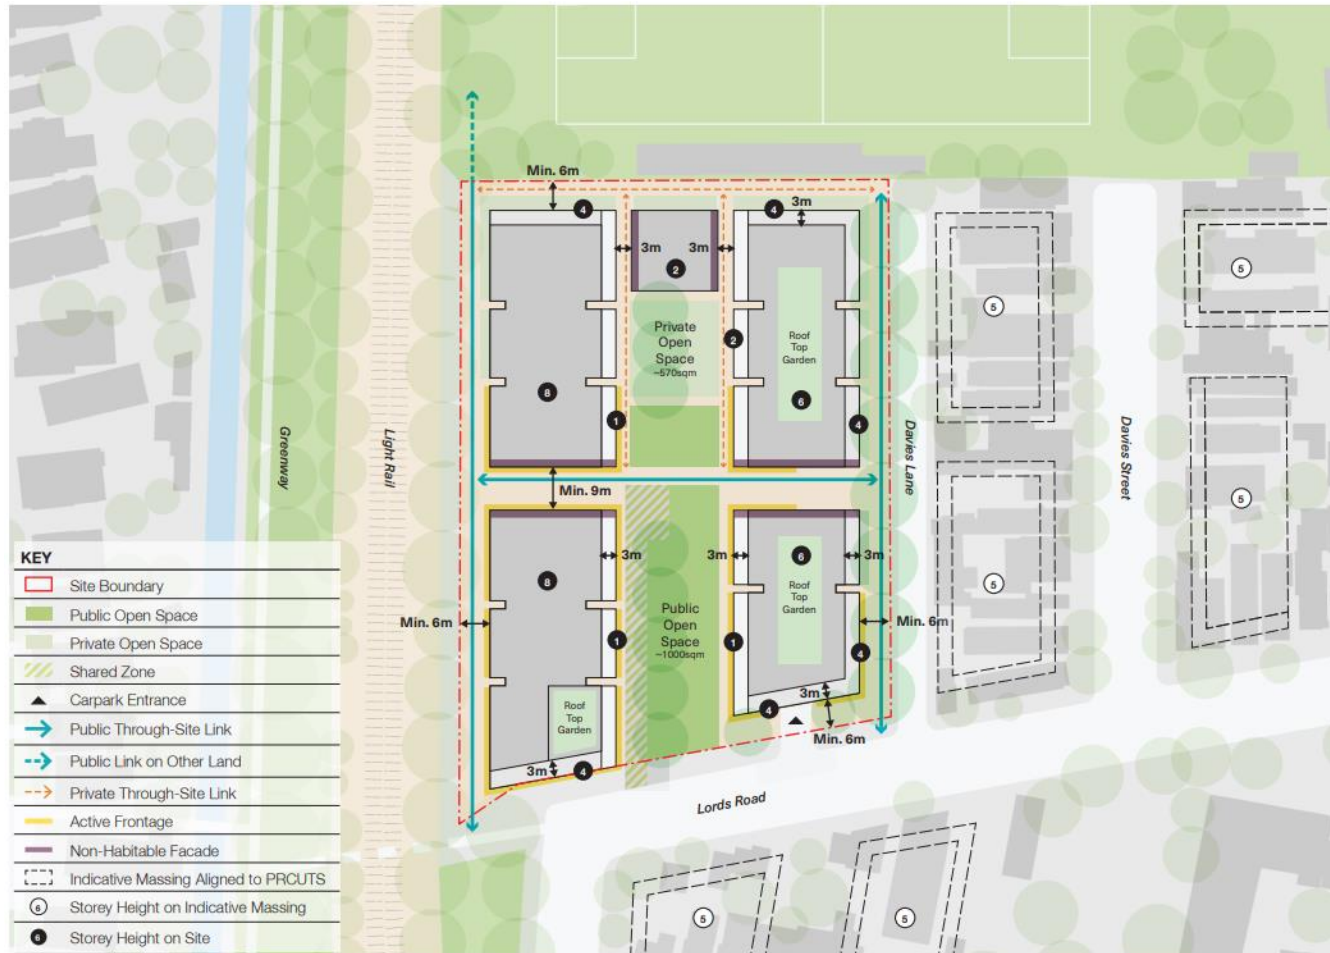 Min. 6m
4
4
3m
3m
3m
2
5
5
Private
Open
Space
~570sqm
2
Roof
Top
Garden
8
6
1
4
Greenway
Light Rail
Davies Lane
Davies Street
Min. 9m
5
3m
3m
6
3m
5
8
Roof
Top
Garden
Public
Open
Space
~1000sqm
Min. 6m
Min. 6m
1
1
4
Roof
Top
Garden
3m
4
Min. 6m
3m
4
Lords Road
5
5
KEY
Site Boundary
Public Open Space
Private Open Space
Shared Zone
Carpark Entrance
Public Through-Site Link
Public Link on Other Land
Private Through-Site Link
Active Frontage
Non-Habitable Facade
Indicative Massing Aligned to PRCUTS
6 Storey Height on Indicative Massing
6 Storey Height on Site